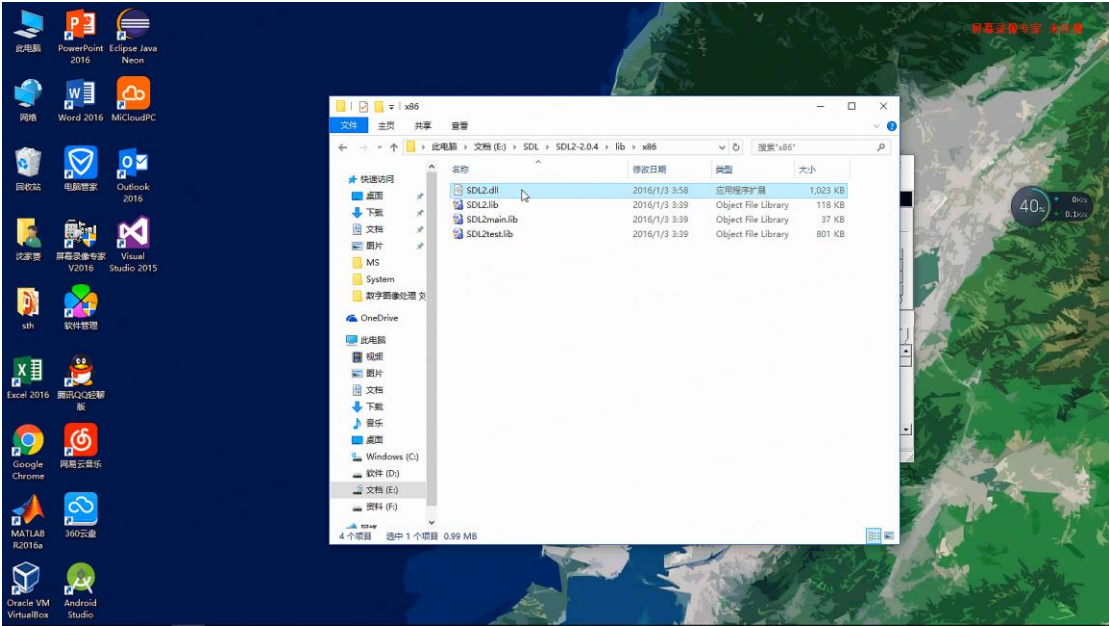 此电脑
PowerPoint 2016
Eclipse Java Neon
网络
Word 2016
MiCloudPC
回收站
电脑管家
Outlook 2016
屏幕录像专家 V2016
Visual Studio 2015
sth
软件管理
Excel 2016
腾讯QQ轻聊版
Google Chrome
网易云音乐
MATLAB R2016a
360云盘
Oracle VM VirtualBox
Android Studio
屏幕录像专家 未注册
x86
文件 主页 共享 查看
此电脑 › 文档 (E:) › SDL › SDL2-2.0.4 › lib › x86
搜索"x86"
名称 修改日期 类型 大小
SDL2.dll 2016/1/3 3:58 应用程序扩展 1,023 KB
SDL2.lib 2016/1/3 3:39 Object File Library 118 KB
SDL2main.lib 2016/1/3 3:39 Object File Library 37 KB
SDL2test.lib 2016/1/3 3:39 Object File Library 801 KB
快速访问
桌面
下载
文档
图片
MS
System
数字图像处理
OneDrive
此电脑
视频
图片
文档
下载
音乐
桌面
Windows (C:)
软件 (D:)
文档 (E:)
资料 (F:)
网络
4 个项目 选中 1 个项目 0.99 MB
40%
0K/s
0.1K/s